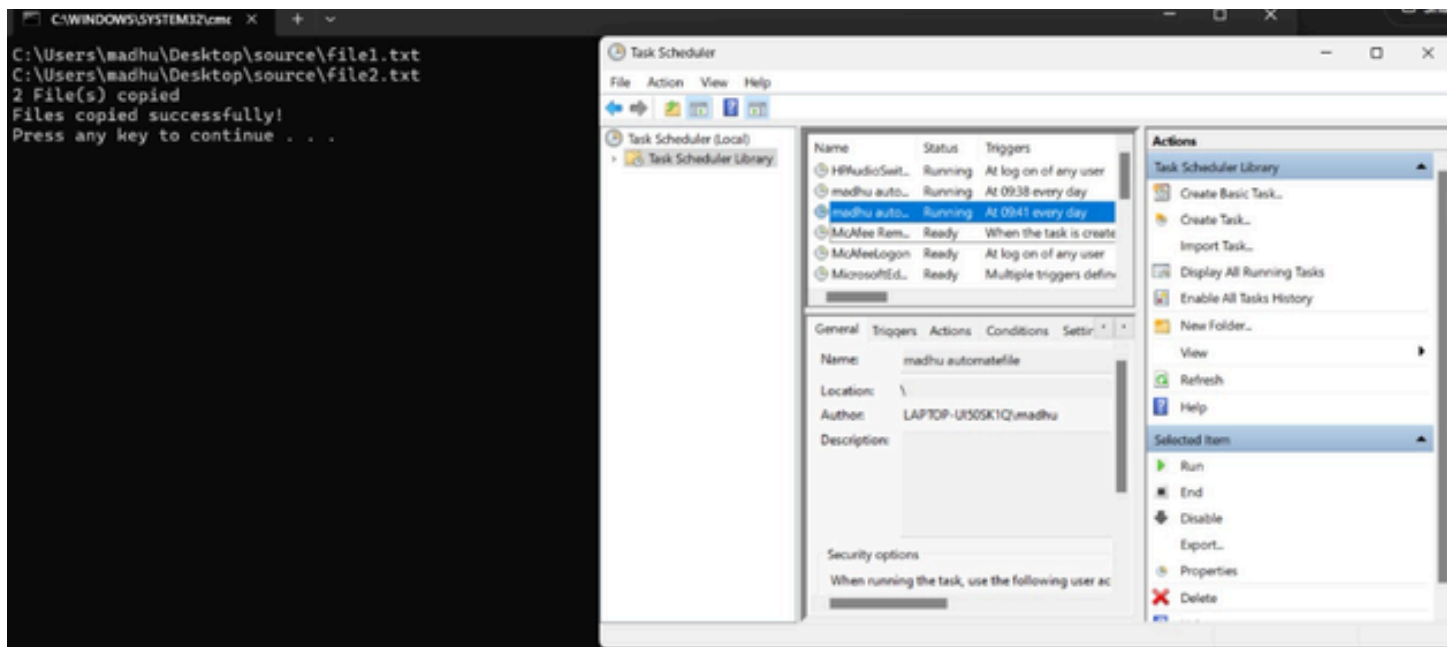 C:\WINDOWS\SYSTEM32\cmc
C:\Users\madhu\Desktop\source\file1.txt
C:\Users\madhu\Desktop\source\file2.txt
2 File(s) copied
Files copied successfully!
Press any key to continue . . .
Task Scheduler
File Action View Help
Task Scheduler (Local)
Task Scheduler Library
Name Status Triggers
HPAudioSwit... Running At log on of any user
madhu auto... Running At 09:38 every day
madhu auto... Running At 09:41 every day
McAfee Rem... Ready When the task is create
McAfeeLogon Ready At log on of any user
MicrosoftEd... Ready Multiple triggers define
General Triggers Actions Conditions Settin
Name: madhu automatefile
Location: \
Author: LAPTOP-UI50SK1Q\madhu
Description:
Security options
When running the task, use the following user ac
Actions
Task Scheduler Library
Create Basic Task...
Create Task...
Import Task...
Display All Running Tasks
Enable All Tasks History
New Folder...
View
Refresh
Help
Selected Item
Run
End
Disable
Export...
Properties
Delete